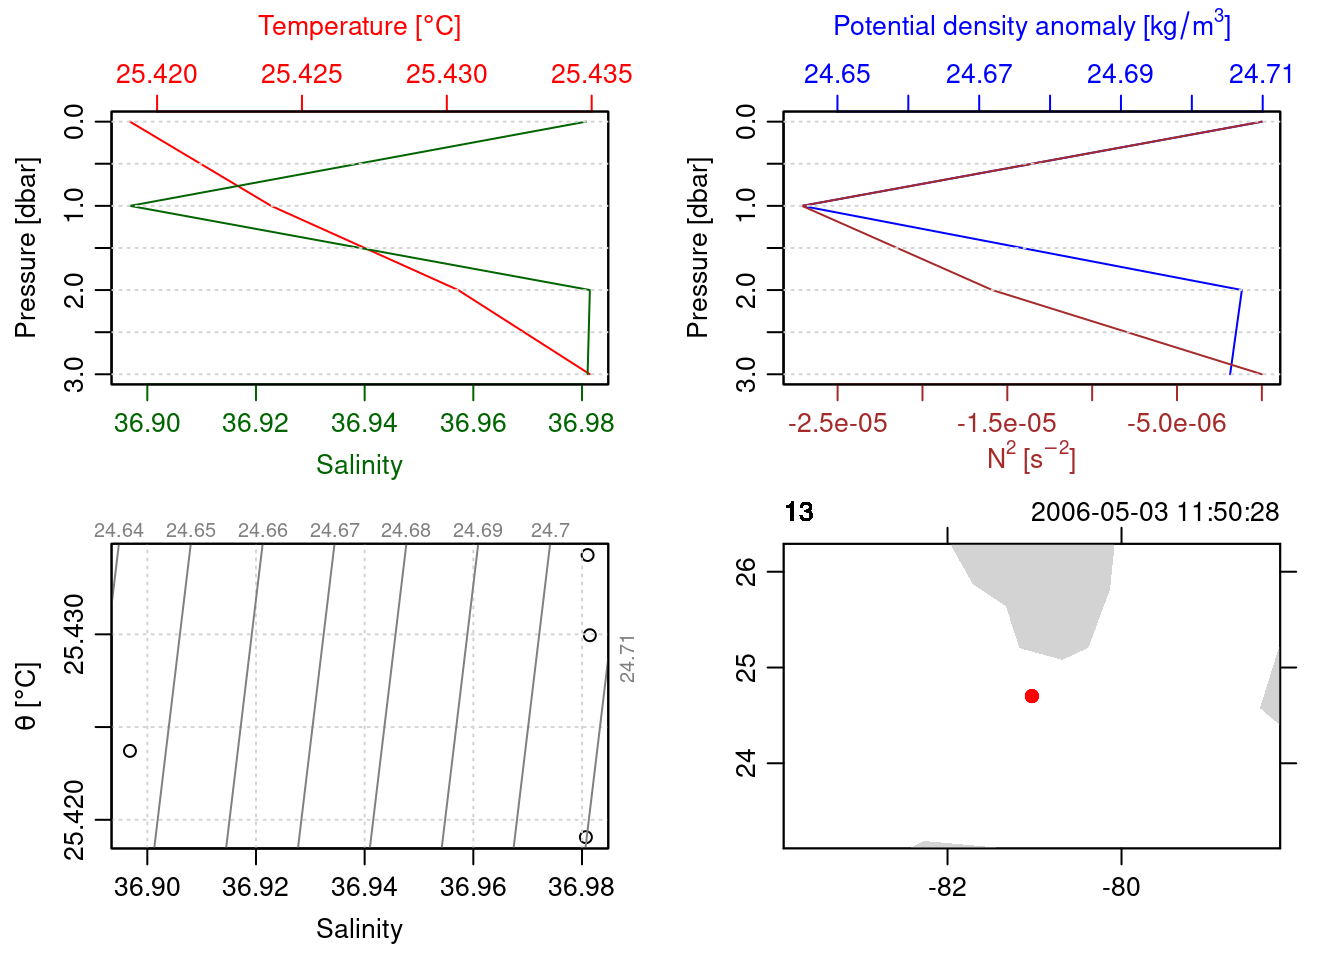 Temperature [°C]
25.420 25.425 25.430 25.435
Pressure [dbar]
0.0
1.0
2.0
3.0
36.90 36.92 36.94 36.96 36.98
Salinity
Potential density anomaly [kg/m³]
24.65 24.67 24.69 24.71
Pressure [dbar]
0.0
1.0
2.0
3.0
-2.5e-05 -1.5e-05 -5.0e-06
N² [s⁻²]
24.64 24.65 24.66 24.67 24.68 24.69 24.7
24.71
θ [°C]
25.430
25.420
36.90 36.92 36.94 36.96 36.98
Salinity
13 2006-05-03 11:50:28
26
25
24
-82 -80